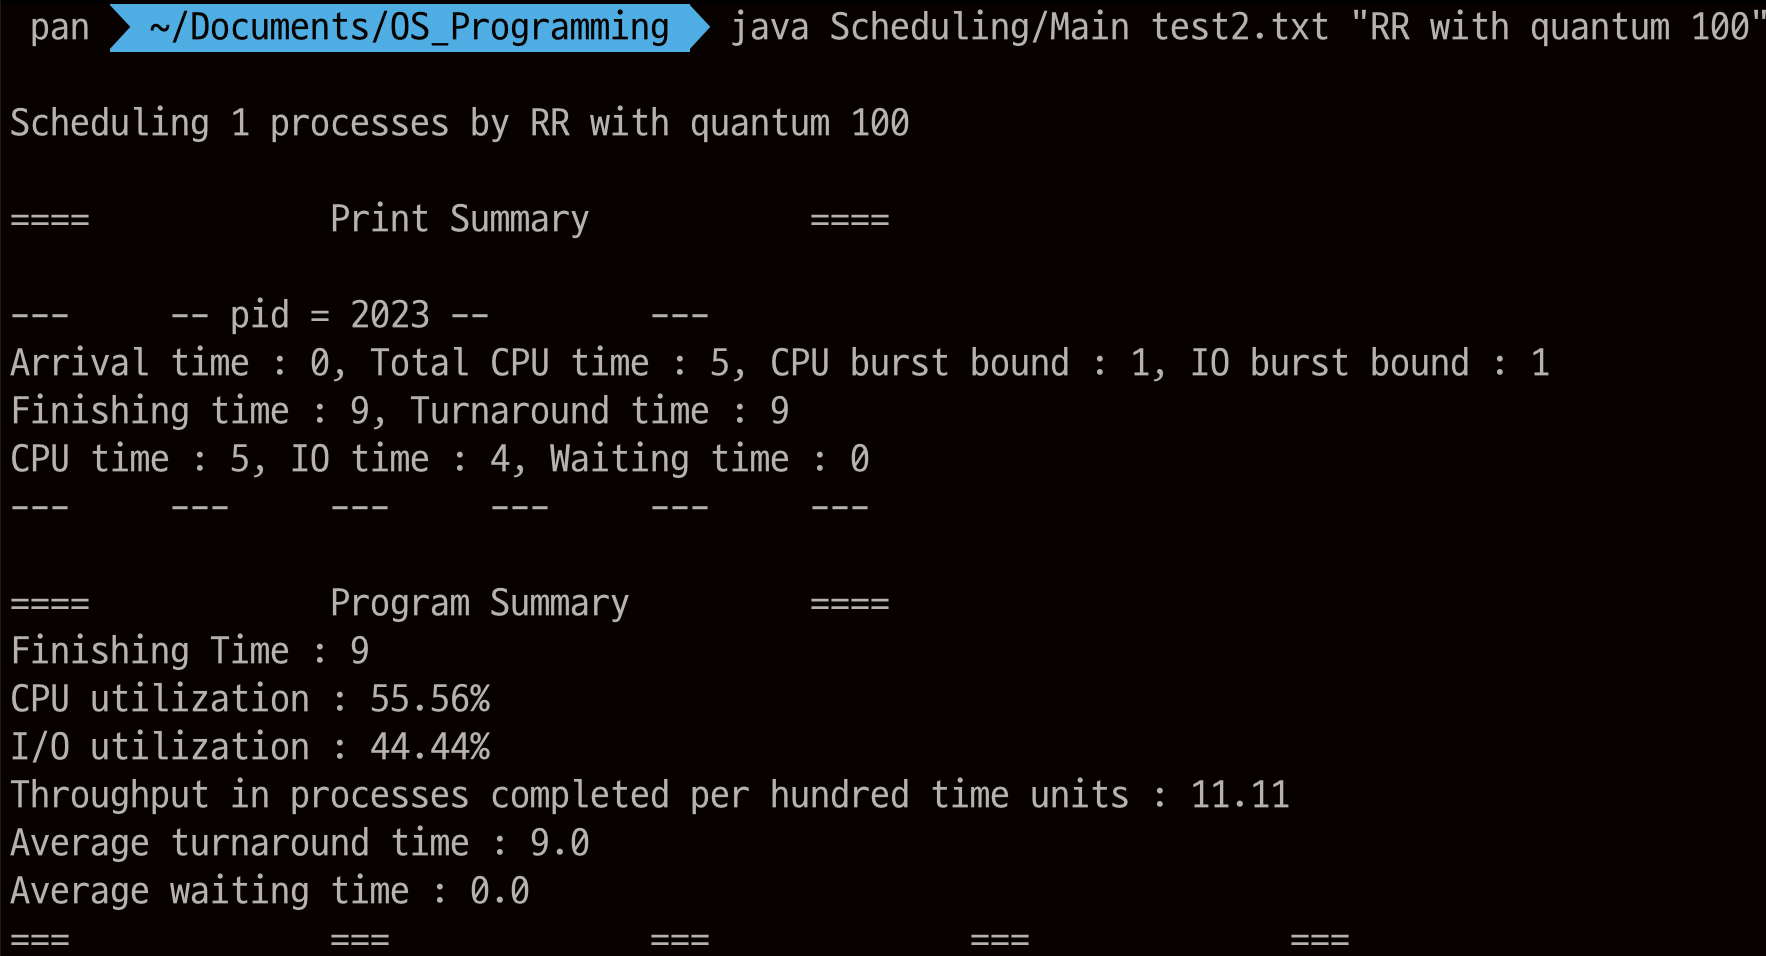 pan ~/Documents/OS_Programming java Scheduling/Main test2.txt "RR with quantum 100"
Scheduling 1 processes by RR with quantum 100
==== Print Summary ====
--- -- pid = 2023 -- ---
Arrival time : 0, Total CPU time : 5, CPU burst bound : 1, IO burst bound : 1
Finishing time : 9, Turnaround time : 9
CPU time : 5, IO time : 4, Waiting time : 0
--- --- --- --- --- ---
==== Program Summary ====
Finishing Time : 9
CPU utilization : 55.56%
I/O utilization : 44.44%
Throughput in processes completed per hundred time units : 11.11
Average turnaround time : 9.0
Average waiting time : 0.0
=== === === === ===